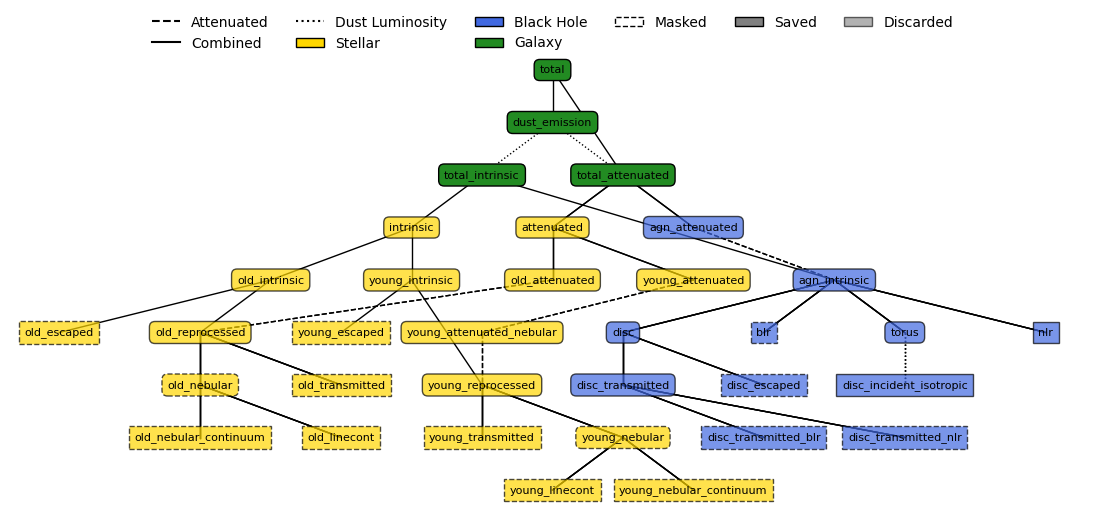 Attenuated Dust Luminosity Black Hole Masked Saved Discarded
Combined Stellar Galaxy
total
dust_emission
total_intrinsic total_attenuated
intrinsic attenuated agn_attenuated
old_intrinsic young_intrinsic old_attenuated young_attenuated agn_intrinsic
old_escaped old_reprocessed young_escaped young_attenuated_nebular disc blr torus nlr
old_nebular old_transmitted young_reprocessed disc_transmitted disc_escaped disc_incident_isotropic
old_nebular_continuum old_linecont young_transmitted young_nebular disc_transmitted_blr disc_transmitted_nlr
young_linecont young_nebular_continuum